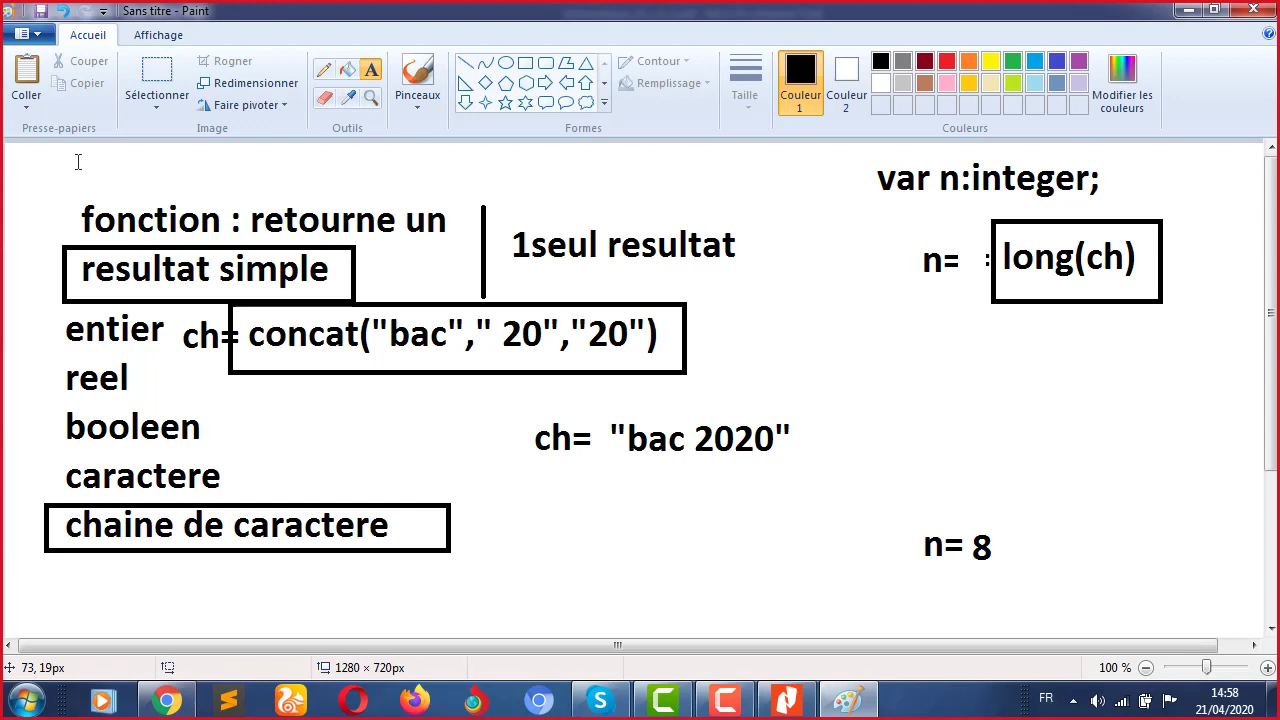 Sans titre - Paint
Accueil
Affichage
Coller
Couper
Copier
Presse-papiers
Sélectionner
Rogner
Redimensionner
Faire pivoter
Image
Outils
Pinceaux
Contour
Remplissage
Formes
Taille
Couleur
1
Couleur
2
Modifier les
couleurs
Couleurs
var n:integer;
fonction : retourne un
resultat simple
1seul resultat
n= :long(ch)
entier
ch= concat("bac"," 20","20")
reel
booleen
ch= "bac 2020"
caractere
chaine de caractere
n= 8
73, 19px
1280 × 720px
100 %
FR
14:58
21/04/2020